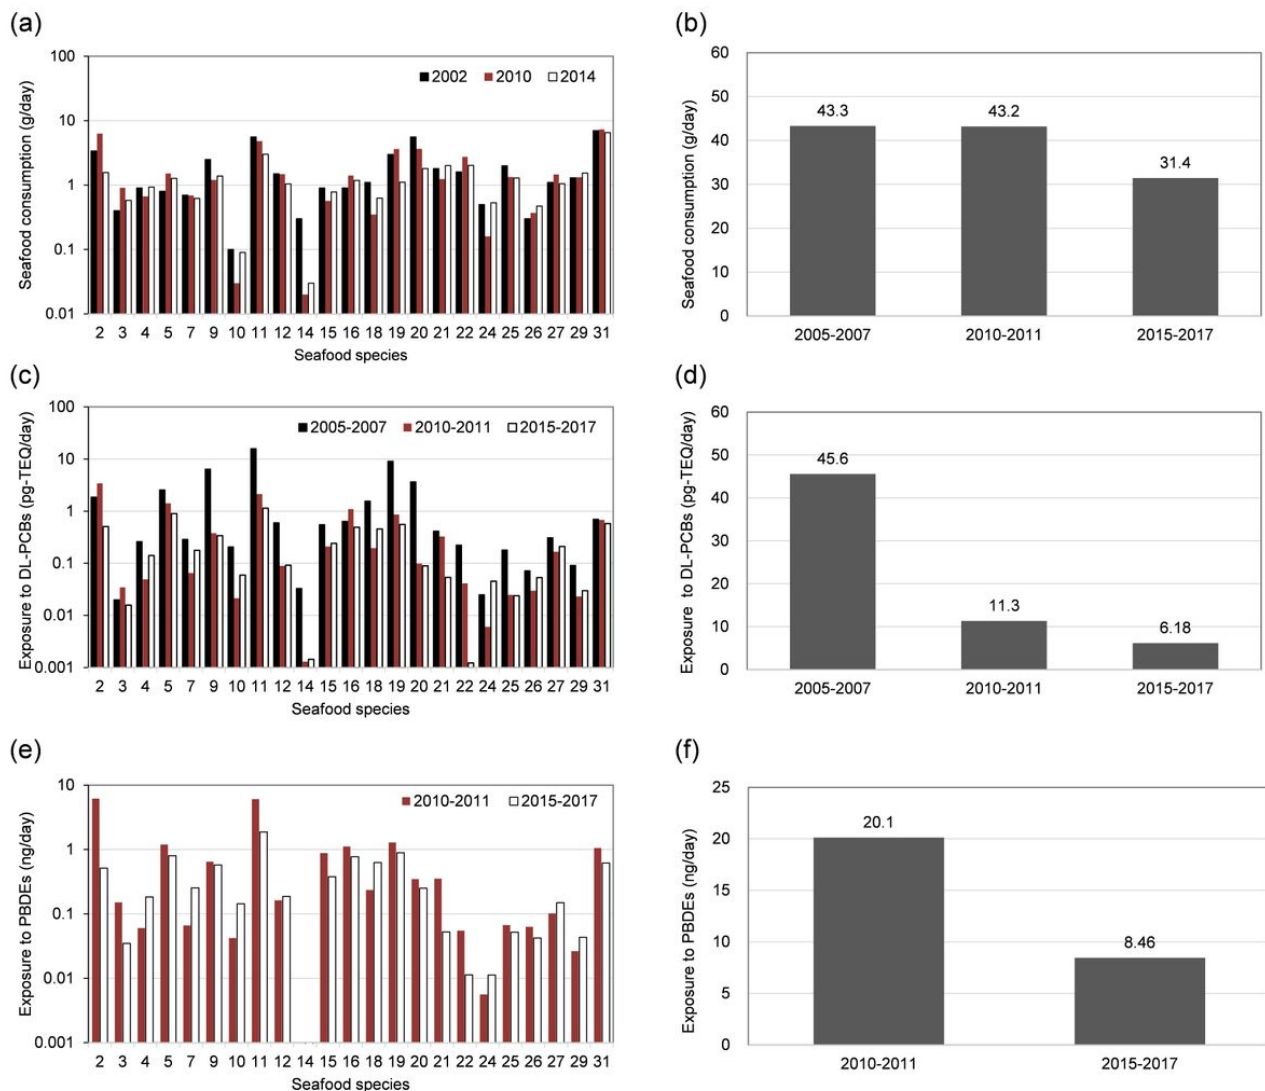 (a)
Seafood consumption (g/day)
100
10
1
0.1
0.01
2002 2010 2014
2 3 4 5 7 9 10 11 12 14 15 16 18 19 20 21 22 24 25 26 27 29 31
Seafood species
(b)
Seafood consumption (g/day)
60
50
40
30
20
10
0
43.3 43.2 31.4
2005-2007 2010-2011 2015-2017
(c)
Exposure to DL-PCBs (pg-TEQ/day)
100
10
1
0.1
0.01
0.001
2005-2007 2010-2011 2015-2017
2 3 4 5 7 9 10 11 12 14 15 16 18 19 20 21 22 24 25 26 27 29 31
Seafood species
(d)
Exposure to DL-PCBs (pg-TEQ/day)
60
50
40
30
20
10
0
45.6 11.3 6.18
2005-2007 2010-2011 2015-2017
(e)
Exposure to PBDEs (ng/day)
10
1
0.1
0.01
0.001
2010-2011 2015-2017
2 3 4 5 7 9 10 11 12 14 15 16 18 19 20 21 22 24 25 26 27 29 31
Seafood species
(f)
Exposure to PBDEs (ng/day)
25
20
15
10
5
0
20.1 8.46
2010-2011 2015-2017